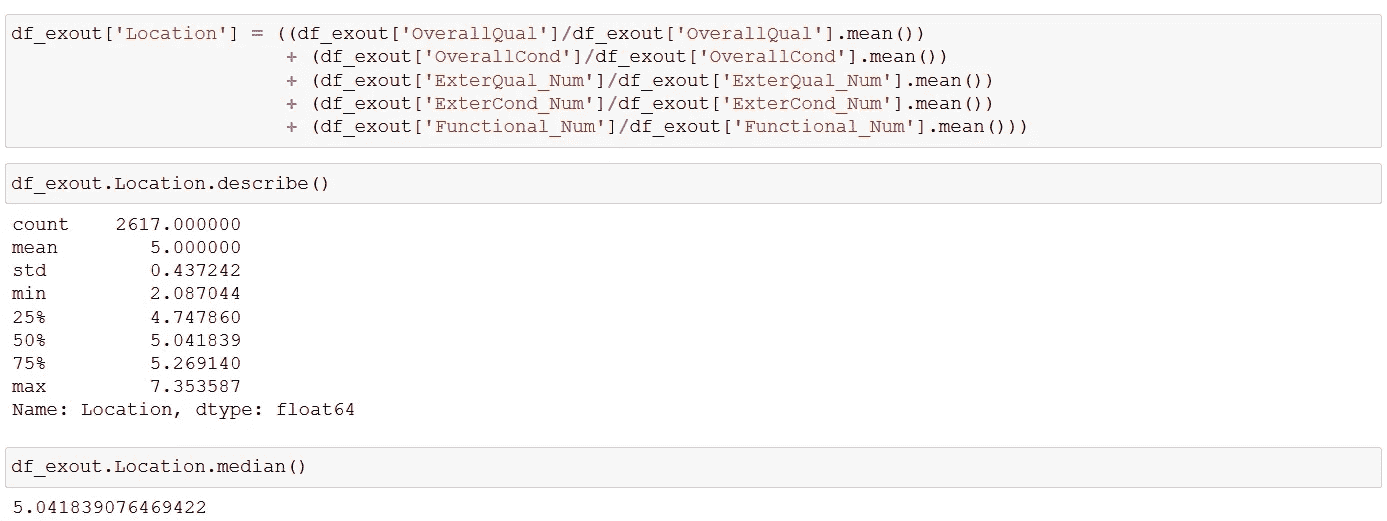 df_exout['Location'] = ((df_exout['OverallQual']/df_exout['OverallQual'].mean())
+ (df_exout['OverallCond']/df_exout['OverallCond'].mean())
+ (df_exout['ExterQual_Num']/df_exout['ExterQual_Num'].mean())
+ (df_exout['ExterCond_Num']/df_exout['ExterCond_Num'].mean())
+ (df_exout['Functional_Num']/df_exout['Functional_Num'].mean()))
df_exout.Location.describe()
count    2617.000000
mean        5.000000
std         0.437242
min         2.087044
25%         4.747860
50%         5.041839
75%         5.269140
max         7.353587
Name: Location, dtype: float64
df_exout.Location.median()
5.041839076469422